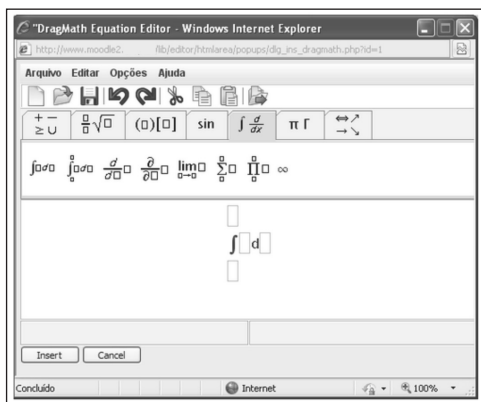 "DragMath Equation Editor - Windows Internet Explorer
http://www.moodle2. /lib/editor/htmlarea/popups/dlg_ins_dragmath.php?id=1
Arquivo Editar Opções Ajuda
+ − ≥ ∪ □/□ √□ (□)[□] sin ∫ d/dx π Γ ⇔ ↗ → ↘
∫□d□ ∫□d□ d/d□ □ ∂/∂□ □ lim □→□ □ ∑□ ∏□ ∞
∫□d□
Insert Cancel
Concluído Internet 100%